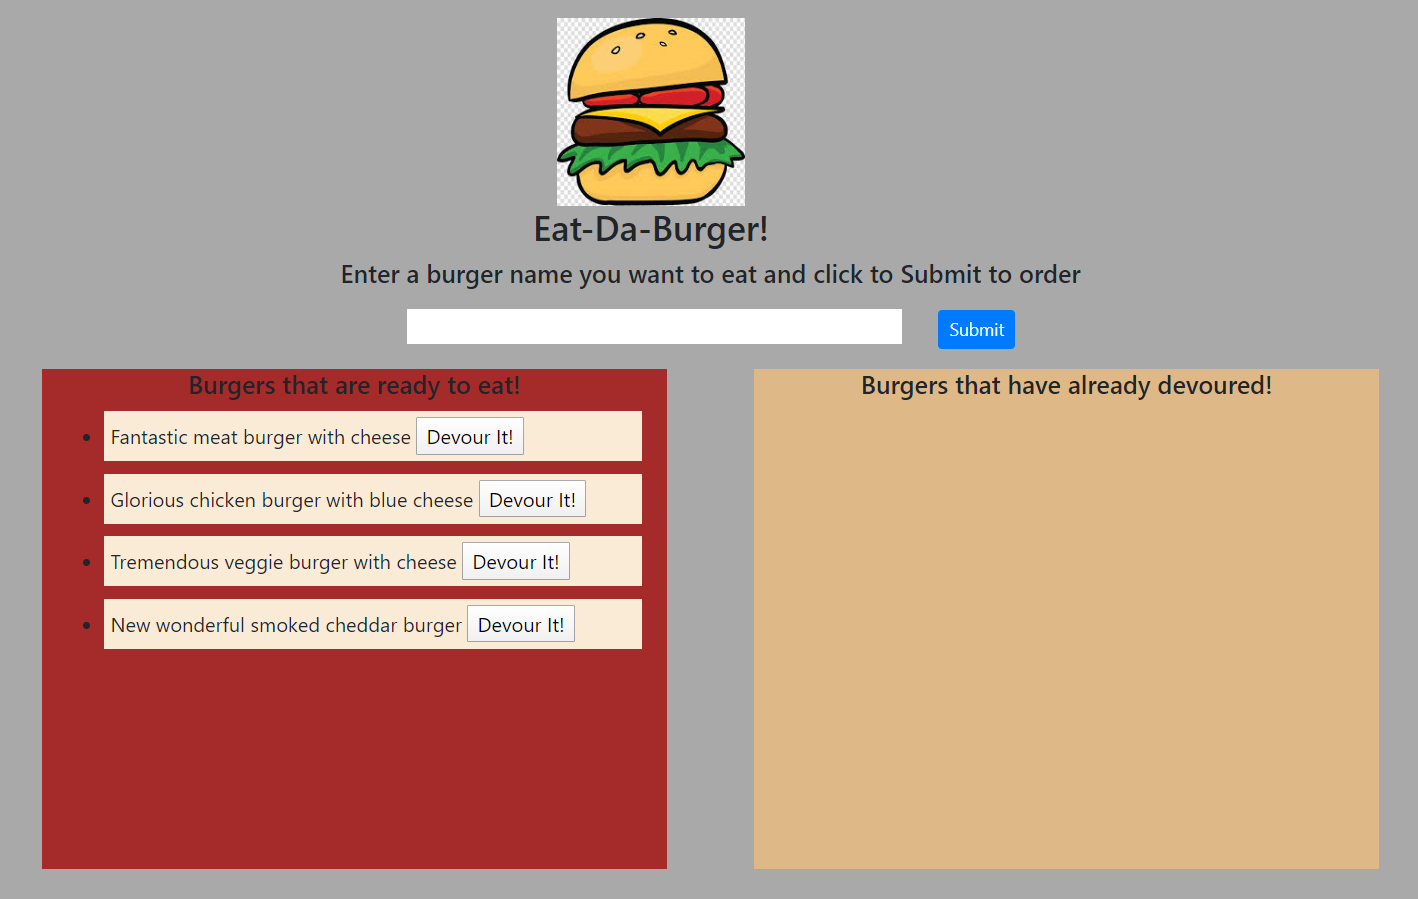 Eat-Da-Burger!
Enter a burger name you want to eat and click to Submit to order
Submit
Burgers that are ready to eat!
Fantastic meat burger with cheese Devour It!
Glorious chicken burger with blue cheese Devour It!
Tremendous veggie burger with cheese Devour It!
New wonderful smoked cheddar burger Devour It!
Burgers that have already devoured!